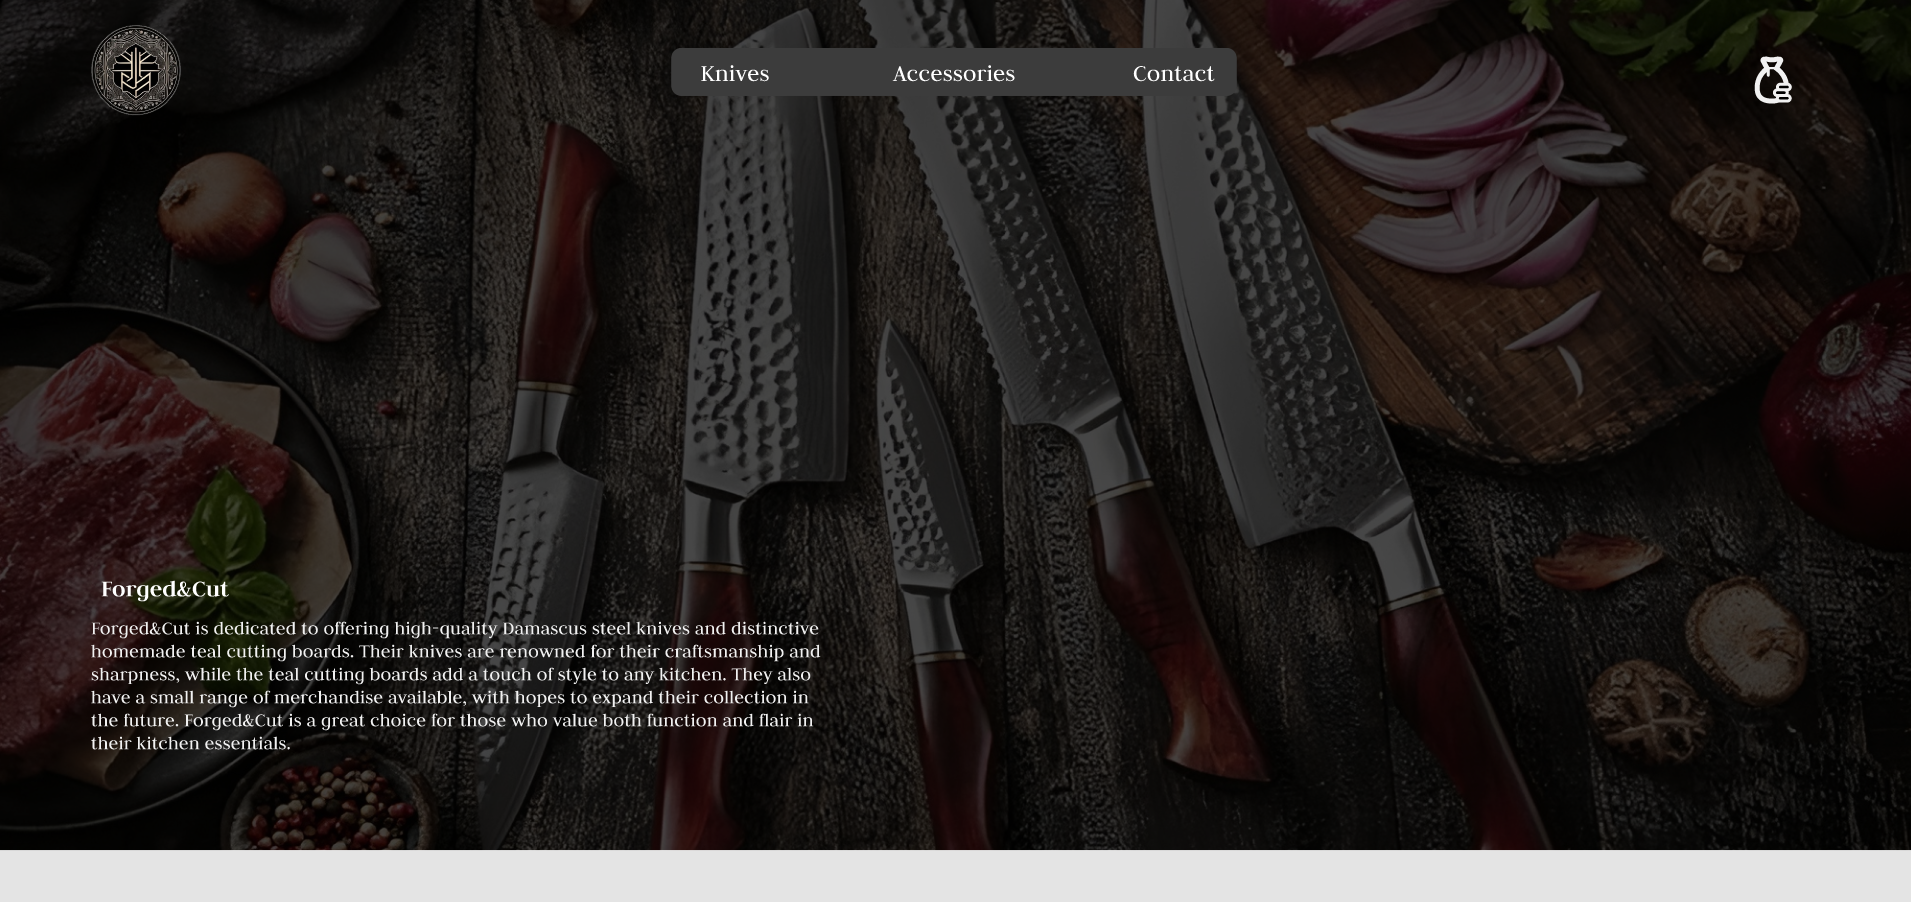 Knives Accessories Contact
Forged&Cut
Forged&Cut is dedicated to offering high-quality Damascus steel knives and distinctive
homemade teal cutting boards. Their knives are renowned for their craftsmanship and
sharpness, while the teal cutting boards add a touch of style to any kitchen. They also
have a small range of merchandise available, with hopes to expand their collection in
the future. Forged&Cut is a great choice for those who value both function and flair in
their kitchen essentials.